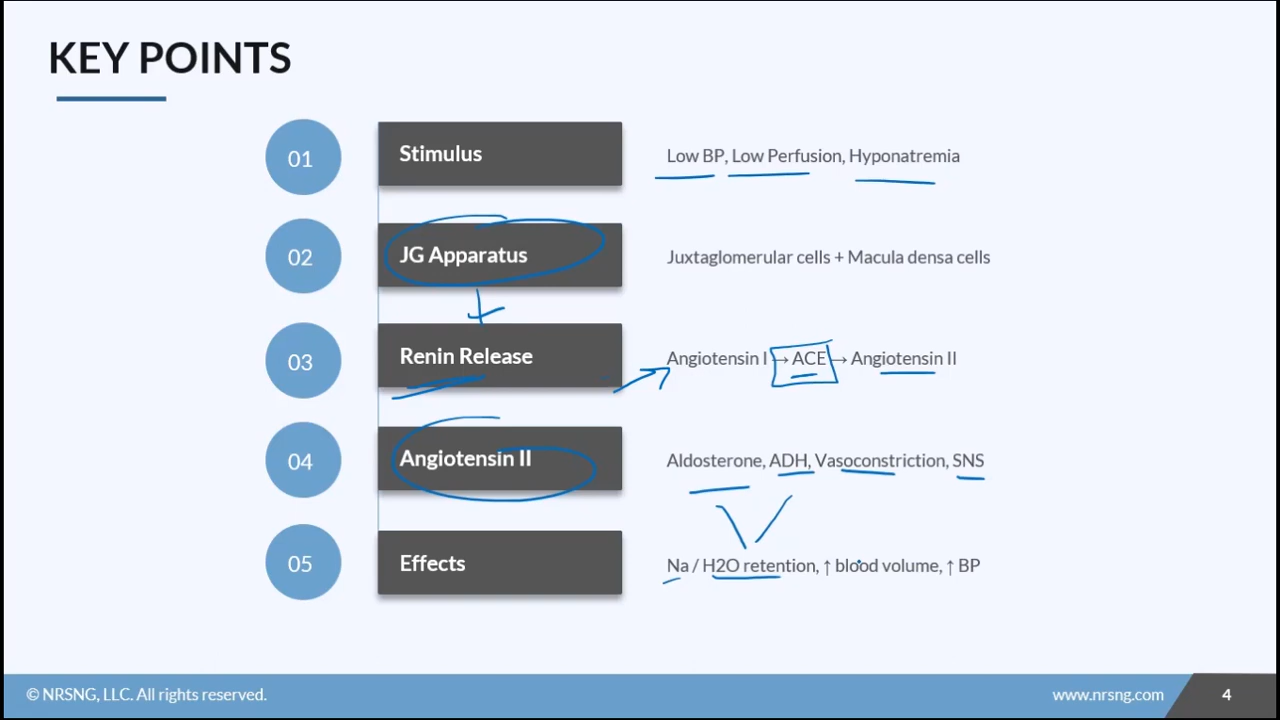 KEY POINTS
01
Stimulus
Low BP, Low Perfusion, Hyponatremia
02
JG Apparatus
Juxtaglomerular cells + Macula densa cells
03
Renin Release
Angiotensin I → ACE → Angiotensin II
04
Angiotensin II
Aldosterone, ADH, Vasoconstriction, SNS
05
Effects
Na / H2O retention, ↑ blood volume, ↑ BP
© NRSNG, LLC. All rights reserved.
www.nrsng.com
4